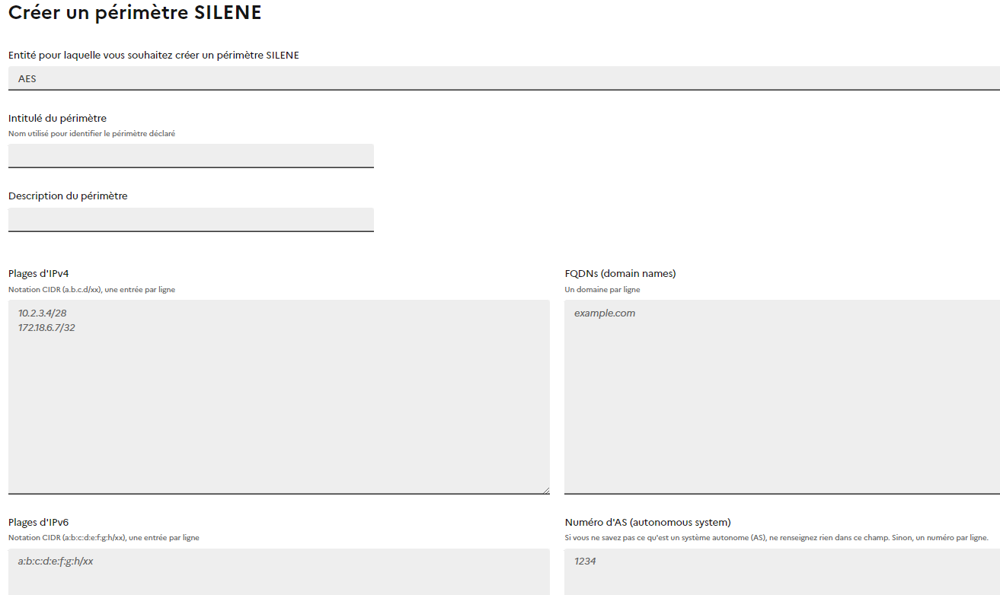 Créer un périmètre SILENE
Entité pour laquelle vous souhaitez créer un périmètre SILENE
AES
Intitulé du périmètre
Nom utilisé pour identifier le périmètre déclaré
Description du périmètre
Plages d'IPv4
Notation CIDR (a.b.c.d/xx), une entrée par ligne
10.2.3.4/28
172.18.6.7/32
FQDNs (domain names)
Un domaine par ligne
example.com
Plages d'IPv6
Notation CIDR (a:b:c:d:e:f:g:h/xx), une entrée par ligne
a:b:c:d:e:f:g:h/xx
Numéro d'AS (autonomous system)
Si vous ne savez pas ce qu'est un système autonome (AS), ne renseignez rien dans ce champ. Sinon, un numéro par ligne.
1234